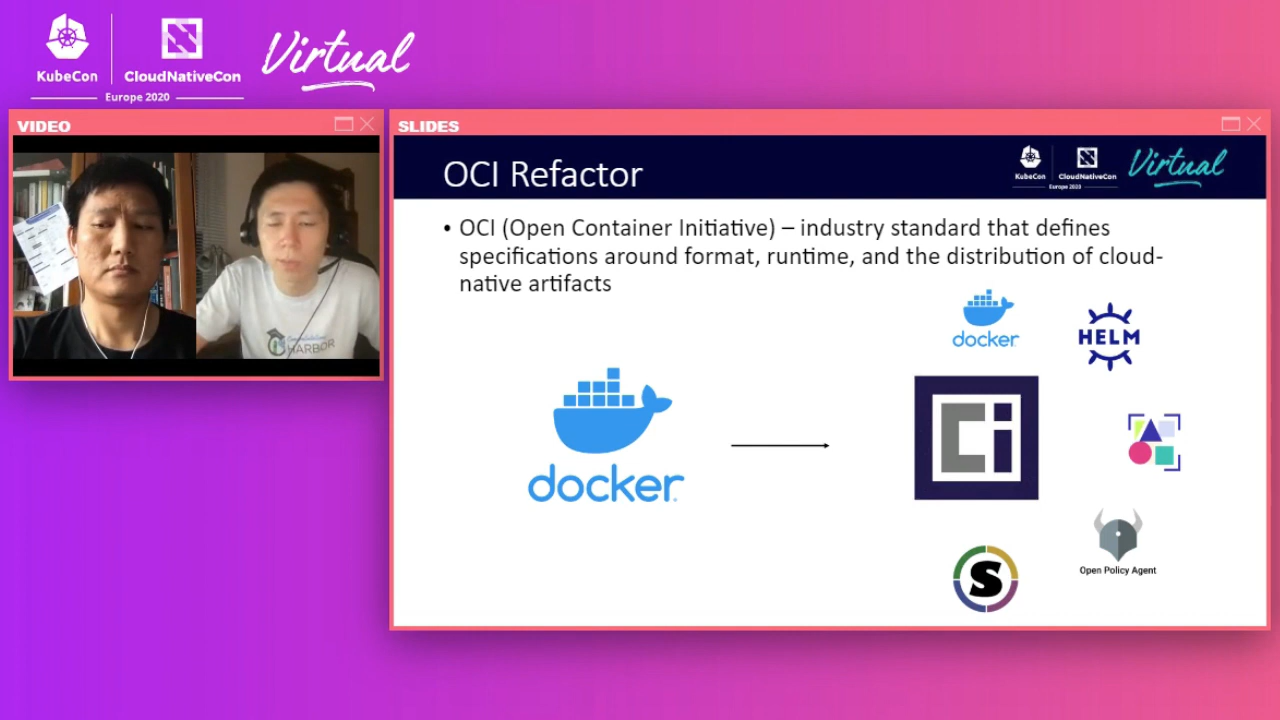 KubeCon
CloudNativeCon
Virtual
Europe 2020
VIDEO
HARBOR
SLIDES
OCI Refactor
KubeCon
CloudNativeCon
Virtual
Europe 2020
• OCI (Open Container Initiative) – industry standard that defines
specifications around format, runtime, and the distribution of cloud-
native artifacts
docker
HELM
docker
Ci
Open Policy Agent
S